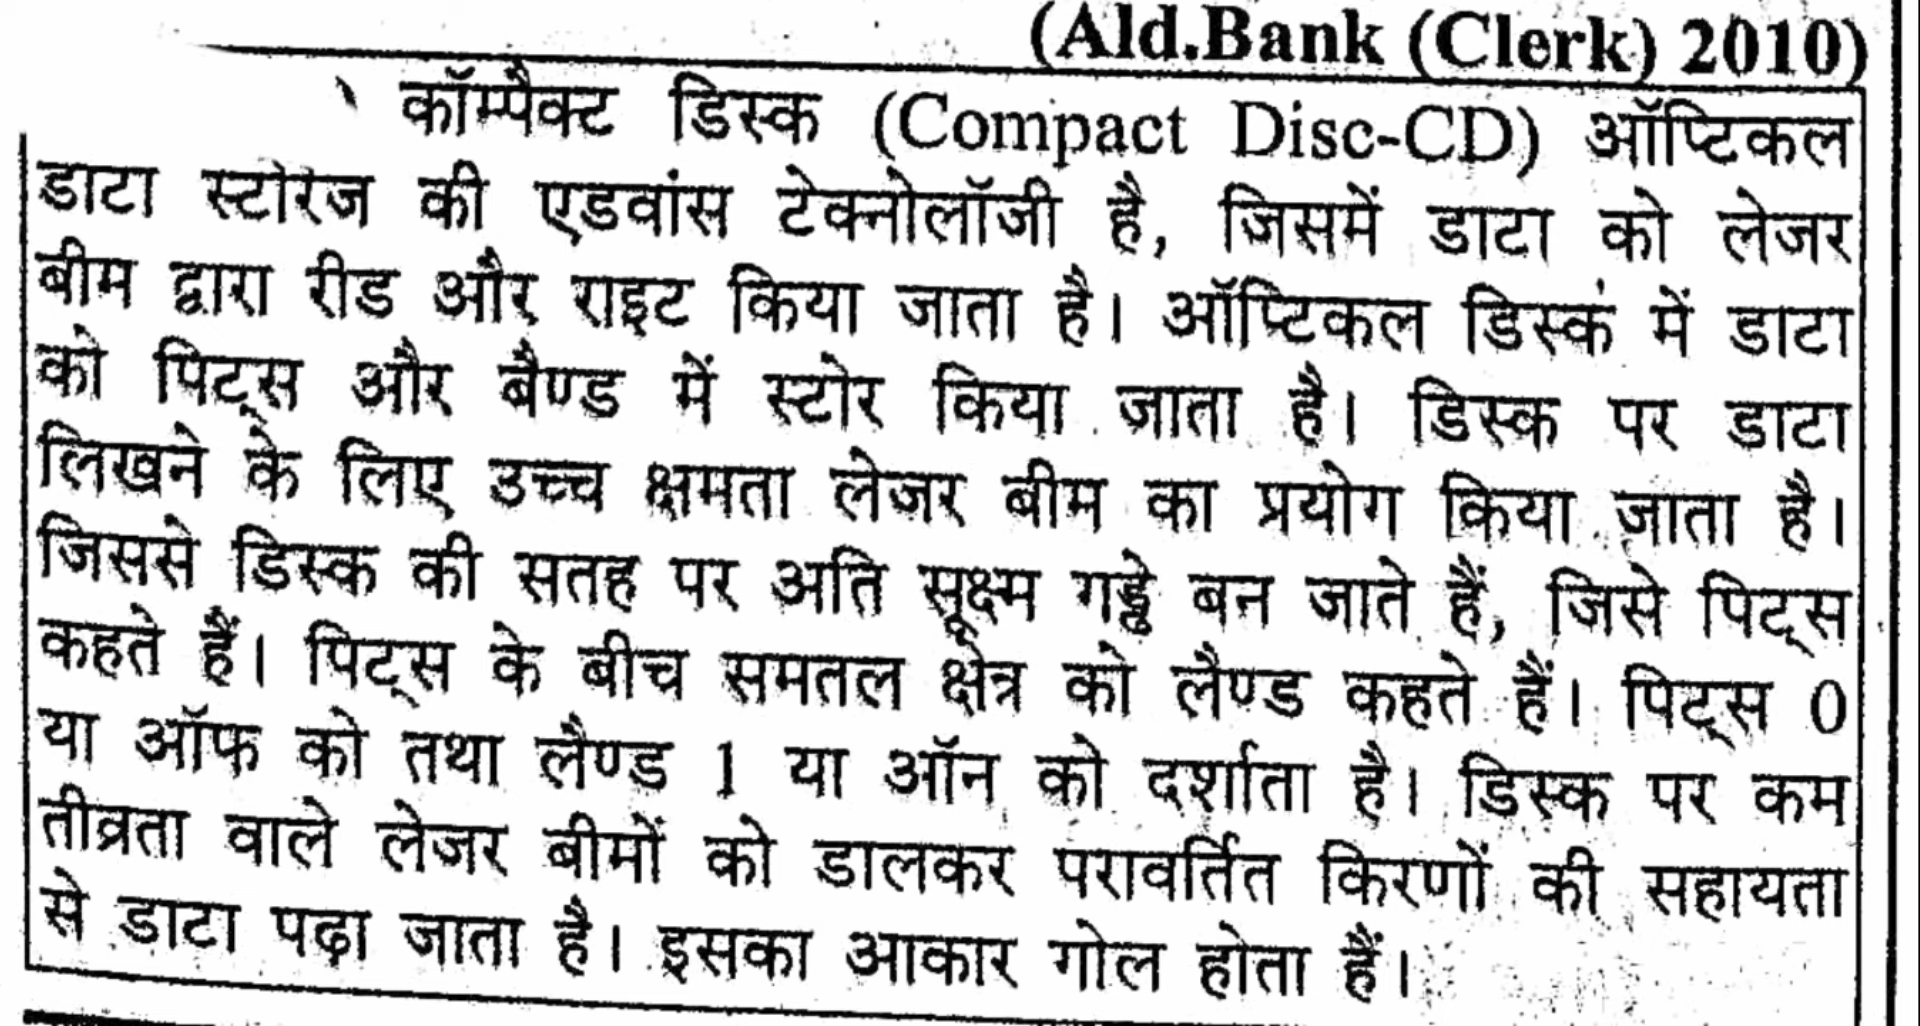 (Ald.Bank (Clerk) 2010)
कॉम्पैक्ट डिस्क (Compact Disc-CD) ऑप्टिकल
डाटा स्टोरेज की एडवांस टेक्नोलॉजी है, जिसमें डाटा को लेजर
बीम द्वारा रीड और राइट किया जाता है। ऑप्टिकल डिस्क में डाटा
को पिट्स और बैण्ड में स्टोर किया जाता है। डिस्क पर डाटा
लिखने के लिए उच्च क्षमता लेजर बीम का प्रयोग किया जाता है।
जिससे डिस्क की सतह पर अति सूक्ष्म गड्ढे बन जाते हैं, जिसे पिट्स
कहते हैं। पिट्स के बीच समतल क्षेत्र को लैण्ड कहते हैं। पिट्स 0
या ऑफ को तथा लैण्ड 1 या ऑन को दर्शाता है। डिस्क पर कम
तीव्रता वाले लेजर बीमों को डालकर परावर्तित किरणों की सहायता
से डाटा पढ़ा जाता है। इसका आकार गोल होता हैं।